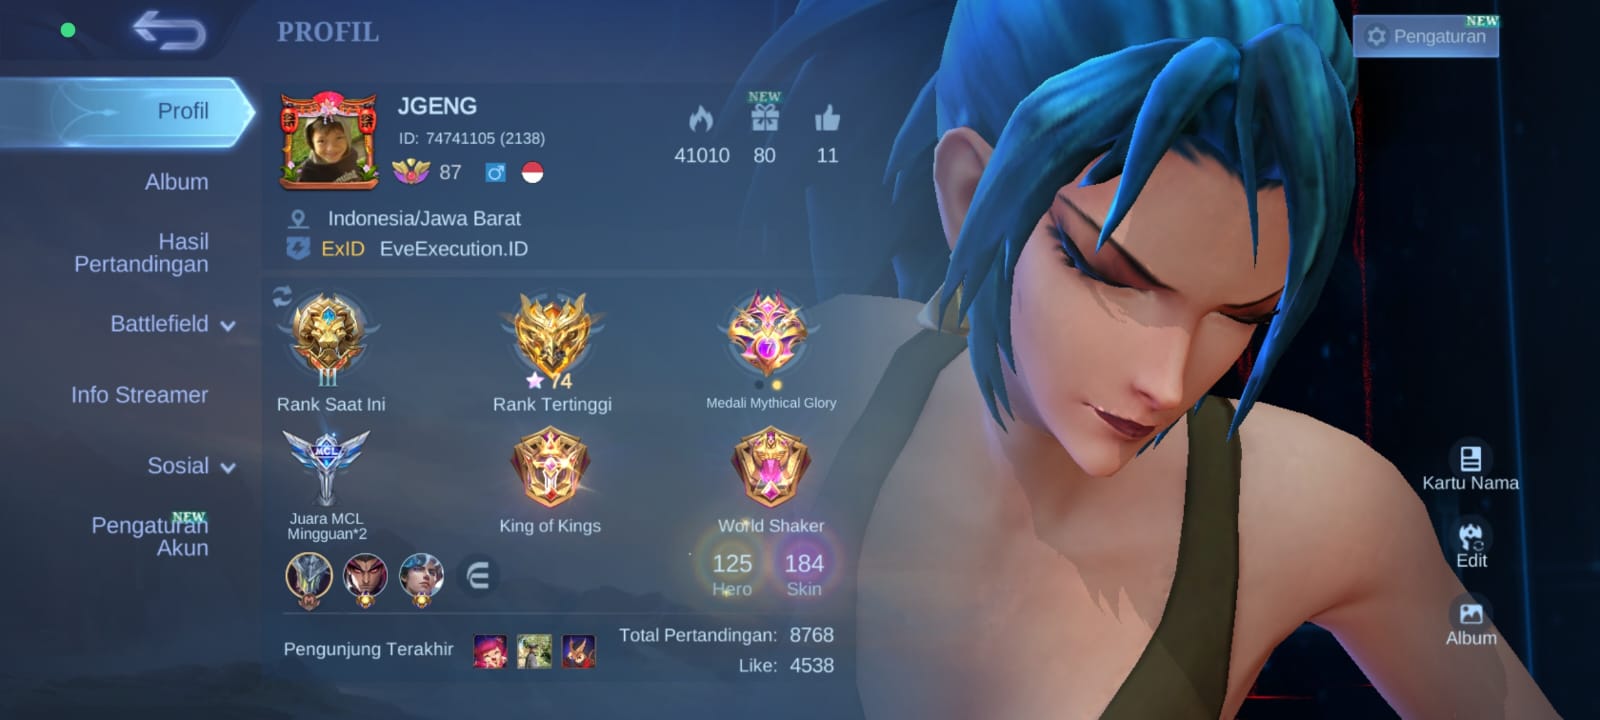 PROFIL
NEW
Pengaturan
Profil
Album
Hasil
Pertandingan
Battlefield
Info Streamer
Sosial
NEW
Pengaturan
Akun
JGENG
ID: 74741105 (2138)
87
NEW
41010 80 11
Indonesia/Jawa Barat
ExID EveExecution.ID
III
Rank Saat Ini
74
Rank Tertinggi
7
Medali Mythical Glory
MCL
Juara MCL
Mingguan*2
King of Kings
World Shaker
125
Hero
184
Skin
Pengunjung Terakhir
Total Pertandingan: 8768
Like: 4538
Kartu Nama
Edit
Album